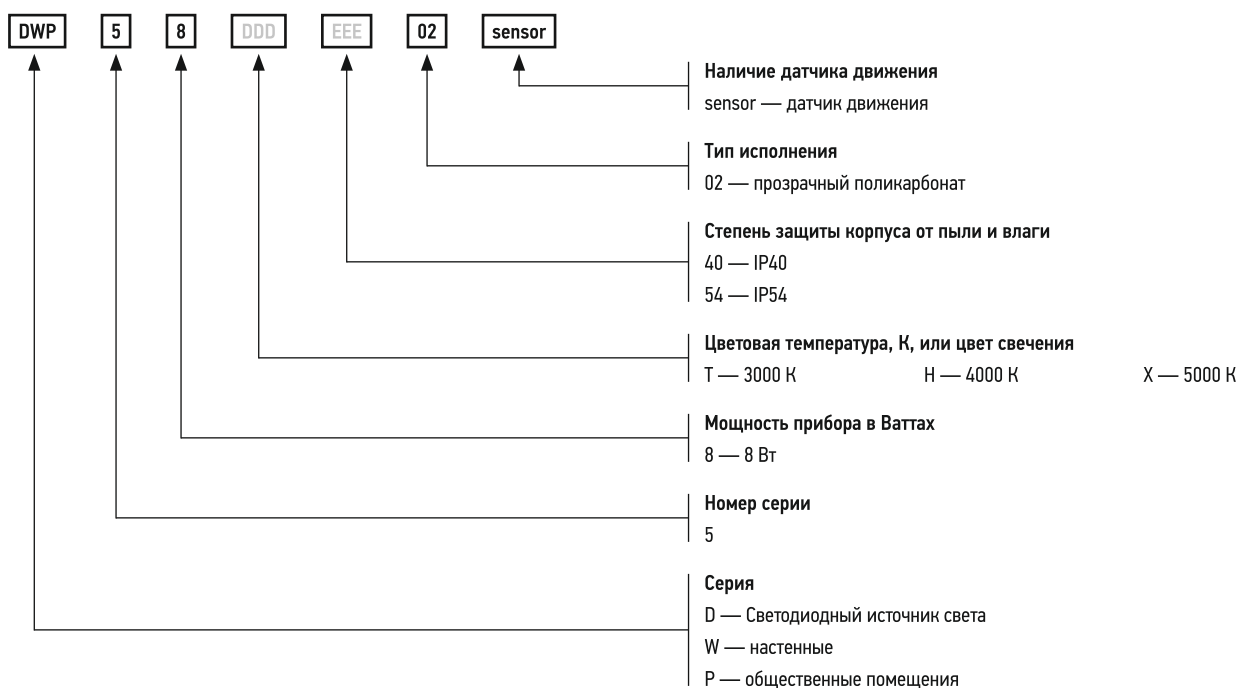 DWP 5 8 DDD EEE 02 sensor
Наличие датчика движения
sensor — датчик движения
Тип исполнения
02 — прозрачный поликарбонат
Степень защиты корпуса от пыли и влаги
40 — IP40
54 — IP54
Цветовая температура, К, или цвет свечения
Т — 3000 К Н — 4000 К Х — 5000 К
Мощность прибора в Ваттах
8 — 8 Вт
Номер серии
5
Серия
D — Светодиодный источник света
W — настенные
P — общественные помещения